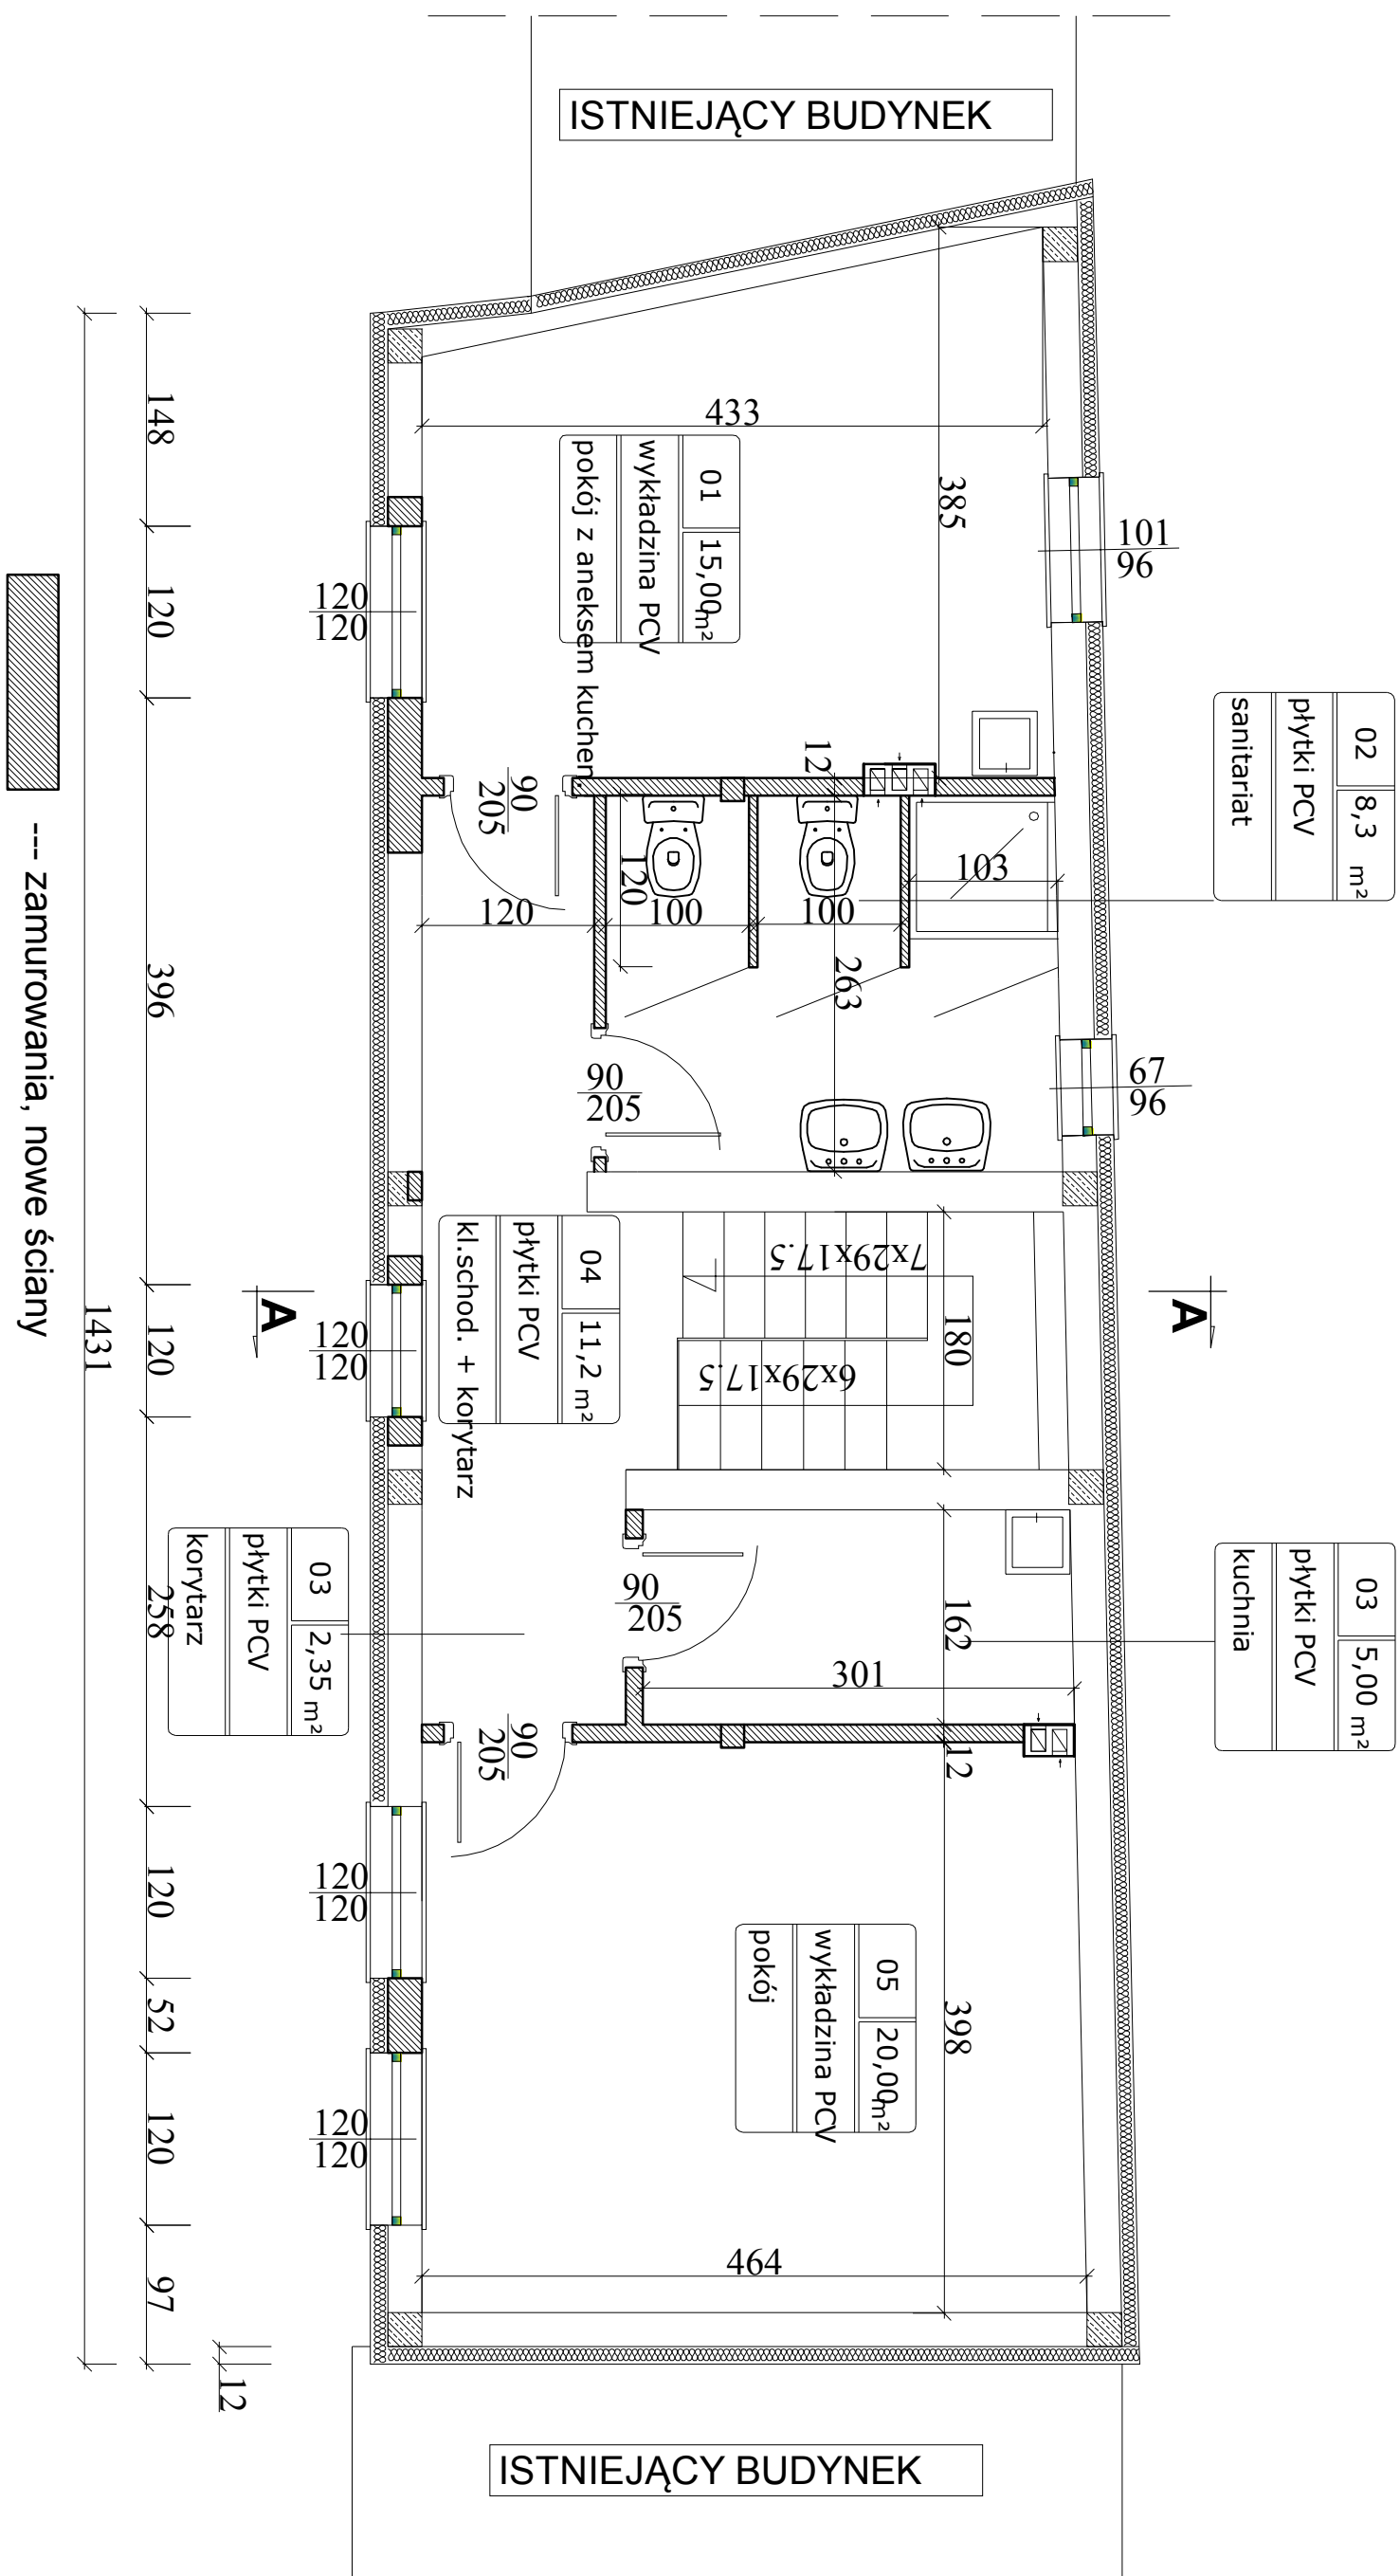 ISTNIEJĄCY BUDYNEK
433
385
101
96
01
15,00 m²
wykładzina PCV
pokój z aneksem kuchen.
148
120
396
120
258
120
52
120
97
12
1431
120
120
02
8,3 m²
płytki PCV
sanitariat
12
90
205
120
103
120
100
100
263
90
205
67
96
04
11,2 m²
płytki PCV
kl.schod. + korytarz
7x29x17.5
6x29x17.5
180
A
A
120
120
03
2,35 m²
płytki PCV
korytarz
03
5,00 m²
płytki PCV
kuchnia
90
205
162
301
90
205
12
120
120
05
20,00 m²
wykładzina PCV
pokój
398
120
120
464
ISTNIEJĄCY BUDYNEK
--- zamurowania, nowe ściany